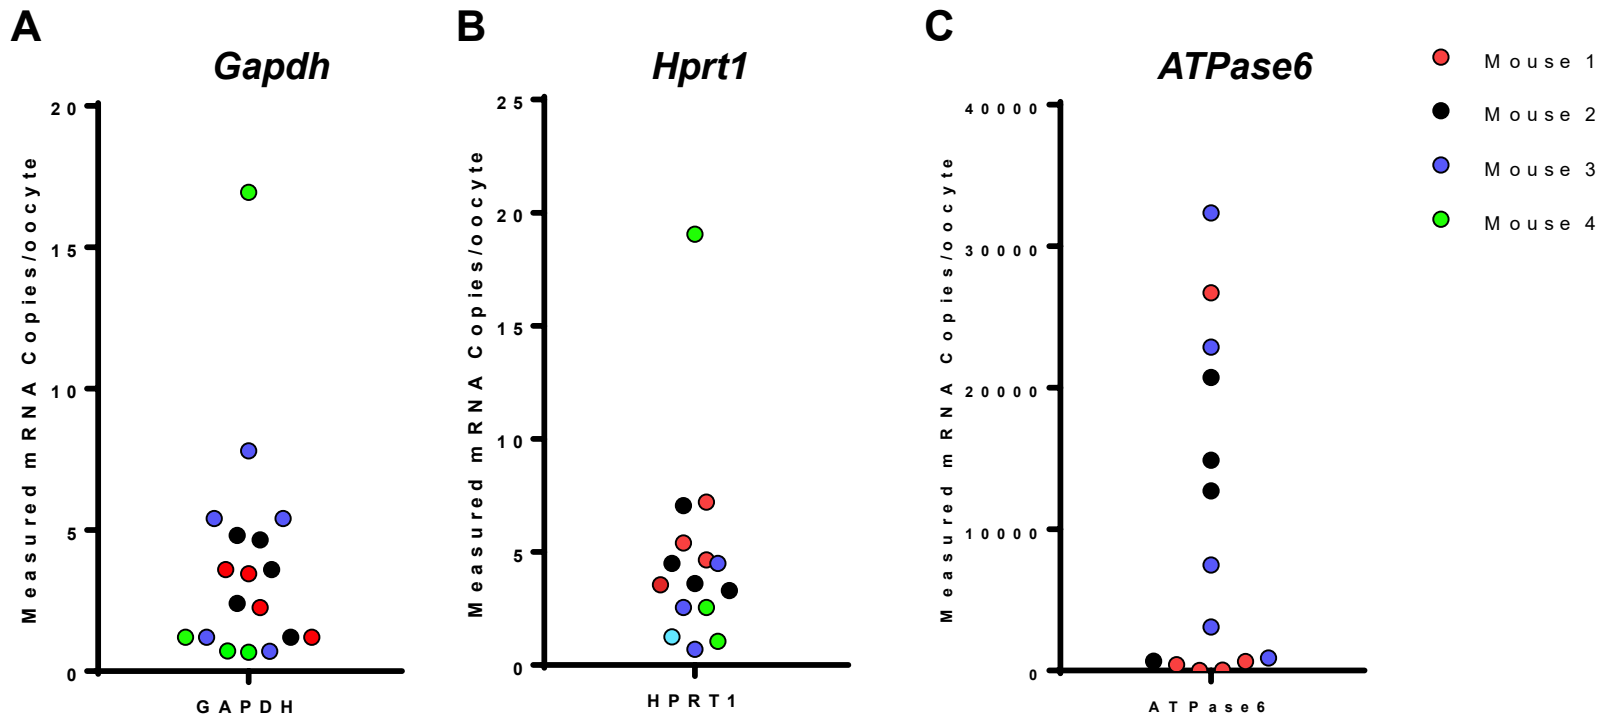 A
Gapdh
Measured mRNA Copies/oocyte
20
15
10
5
0
GAPDH
B
Hprt1
Measured mRNA Copies/oocyte
25
20
15
10
5
0
HPRT1
C
ATPase6
Measured mRNA Copies/oocyte
40000
30000
20000
10000
0
ATPase6
Mouse 1
Mouse 2
Mouse 3
Mouse 4